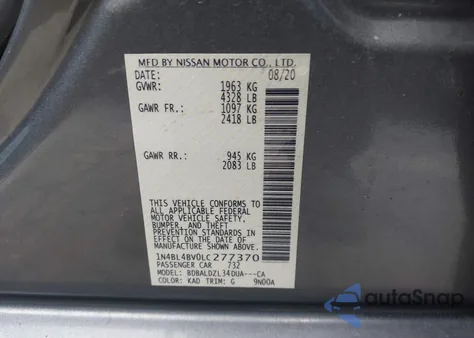 MFD BY NISSAN MOTOR CO., LTD.
DATE: 08/20
GVWR: 1963 KG
4328 LB
GAWR FR.: 1097 KG
2418 LB
GAWR RR.: 945 KG
2083 LB
THIS VEHICLE CONFORMS TO
ALL APPLICABLE FEDERAL
MOTOR VEHICLE SAFETY,
BUMPER, AND THEFT
PREVENTION STANDARDS IN
EFFECT ON THE DATE OF
MANUFACTURE SHOWN ABOVE.
1N4BL4BV0LC277370
PASSENGER CAR 732
MODEL: BDBALDZL34DUA---CA
COLOR: KAD TRIM: G 9N00A
autoSnap